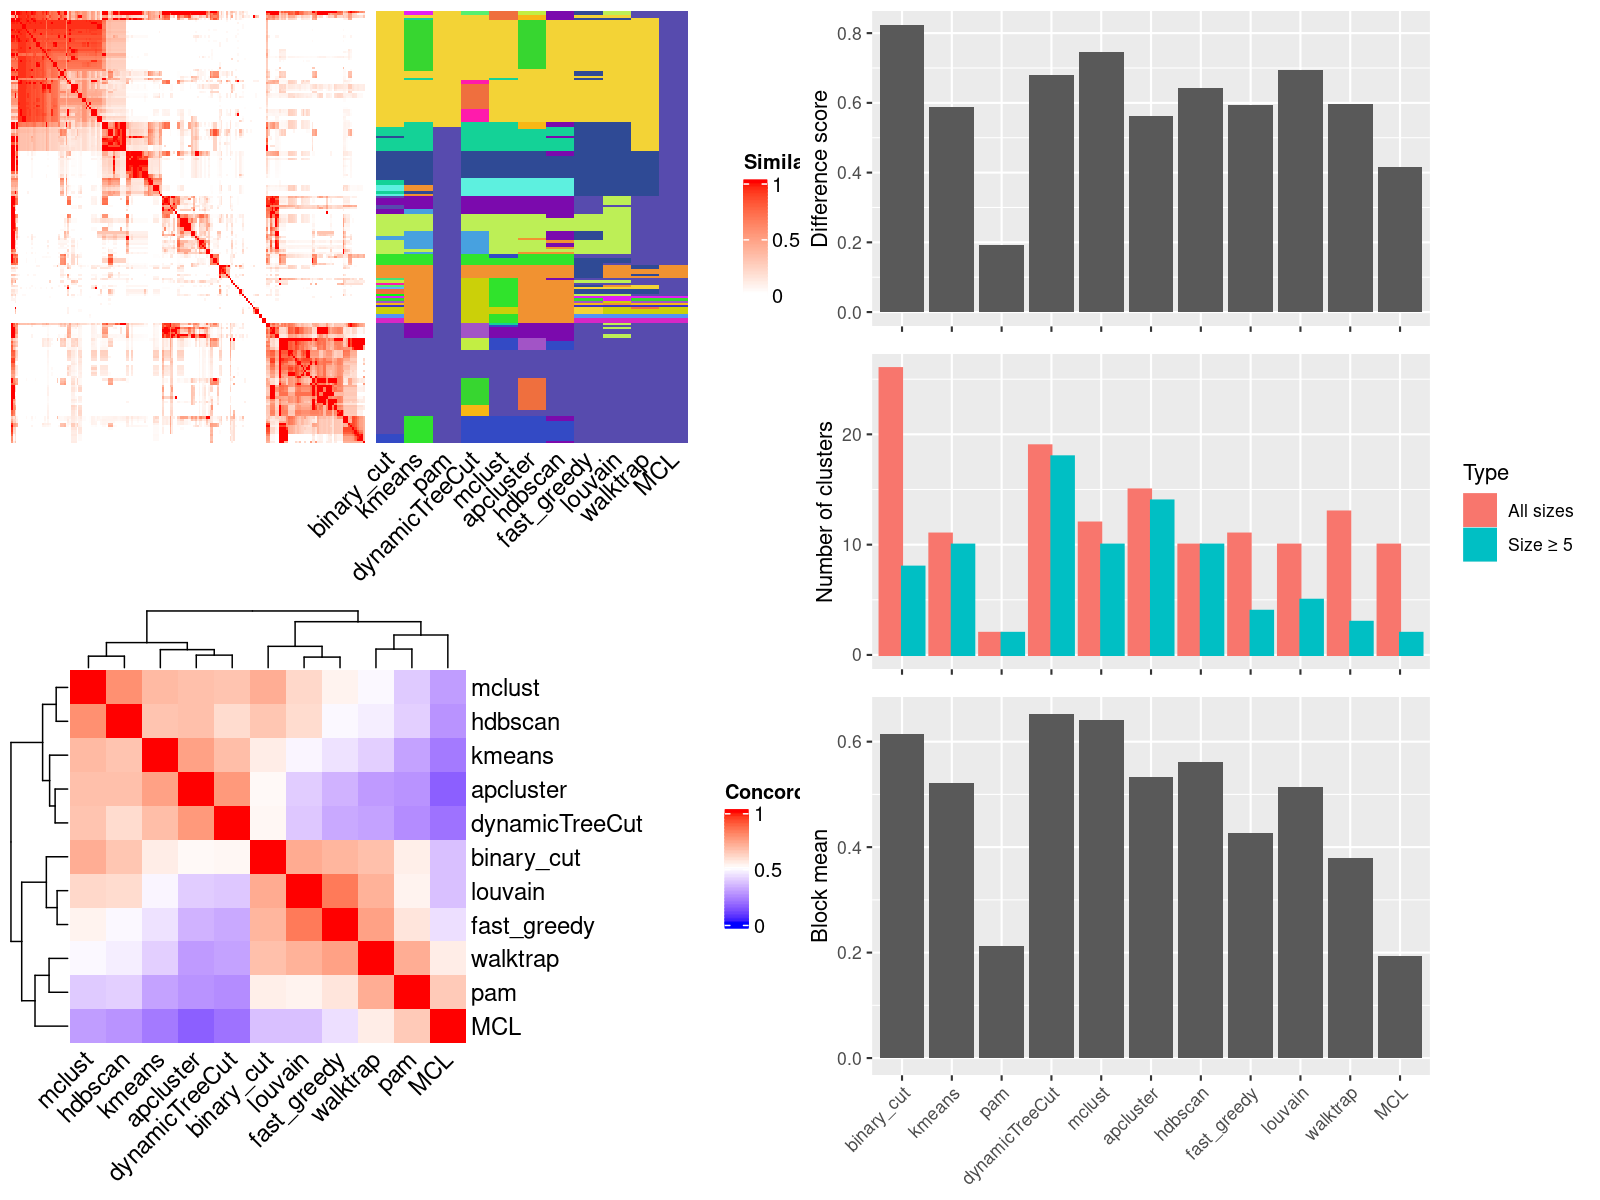 Simila
1
0.5
0
binary_cut
kmeans
pam
dynamicTreeCut
mclust
apcluster
hdbscan
fast_greedy
louvain
walktrap
MCL
mclust
hdbscan
kmeans
apcluster
dynamicTreeCut
binary_cut
louvain
fast_greedy
walktrap
pam
MCL
Concord
1
0.5
0
mclust
hdbscan
kmeans
apcluster
dynamicTreeCut
binary_cut
louvain
fast_greedy
walktrap
pam
MCL
Difference score
0.8
0.6
0.4
0.2
0.0
Number of clusters
20
10
0
Type
All sizes
Size ≥ 5
Block mean
0.6
0.4
0.2
0.0
binary_cut
kmeans
pam
dynamicTreeCut
mclust
apcluster
hdbscan
fast_greedy
louvain
walktrap
MCL